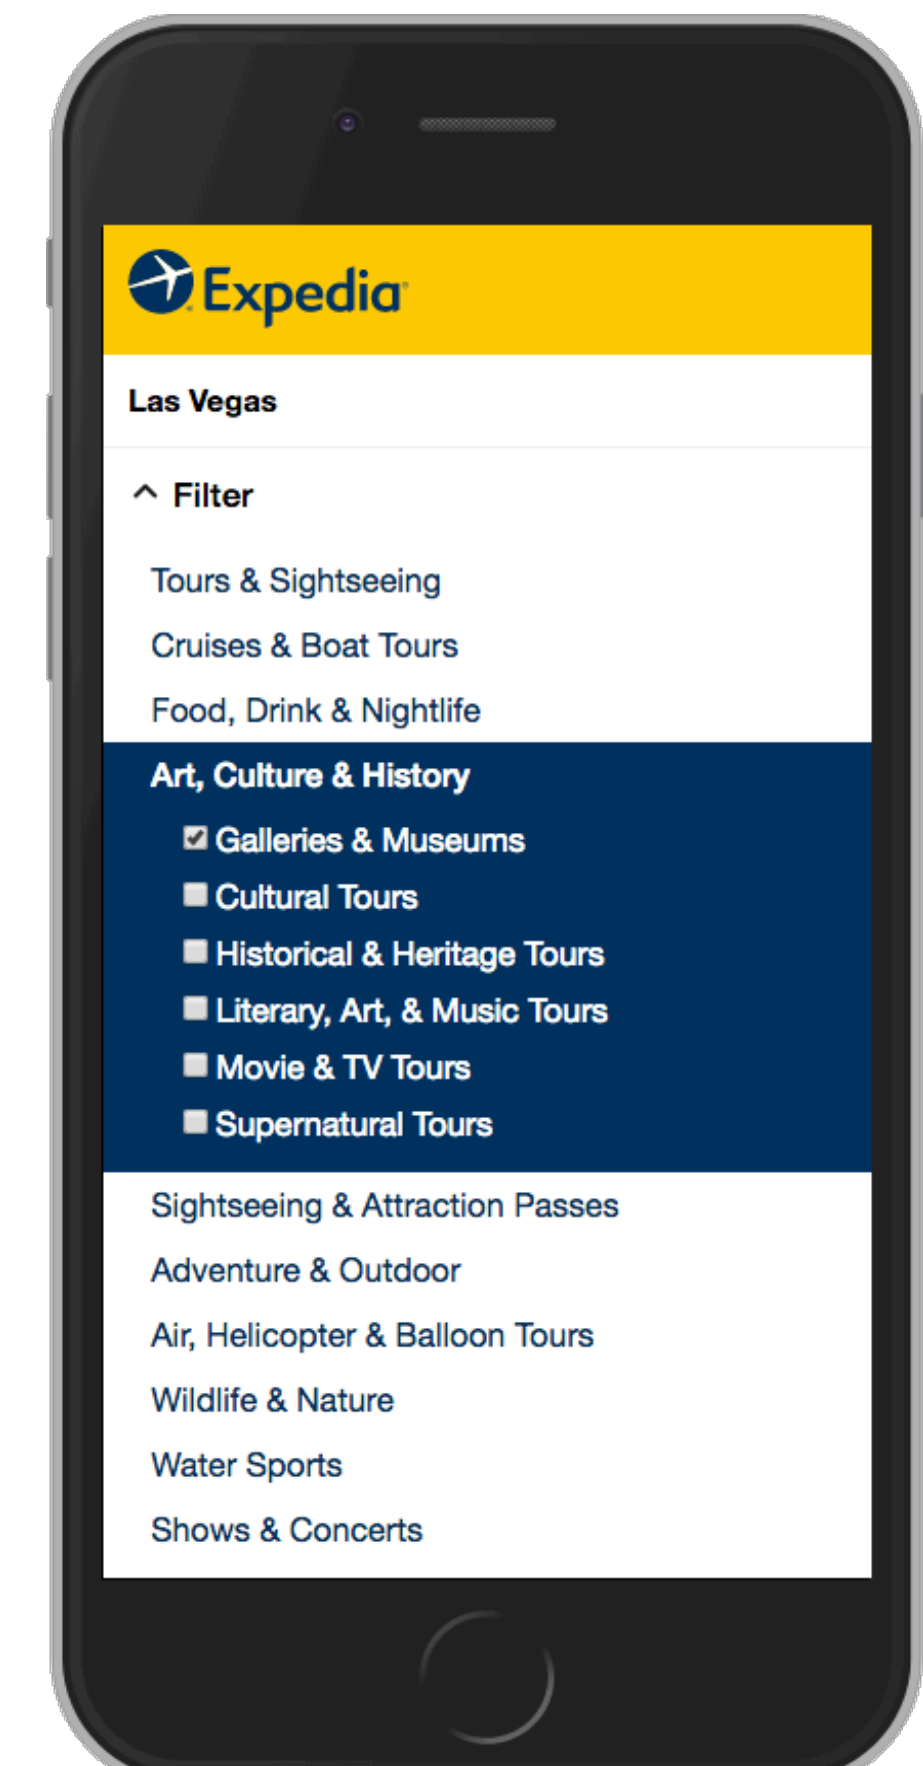 Expedia
Las Vegas
Filter
Tours & Sightseeing
Cruises & Boat Tours
Food, Drink & Nightlife
Art, Culture & History
Galleries & Museums
Cultural Tours
Historical & Heritage Tours
Literary, Art, & Music Tours
Movie & TV Tours
Supernatural Tours
Sightseeing & Attraction Passes
Adventure & Outdoor
Air, Helicopter & Balloon Tours
Wildlife & Nature
Water Sports
Shows & Concerts